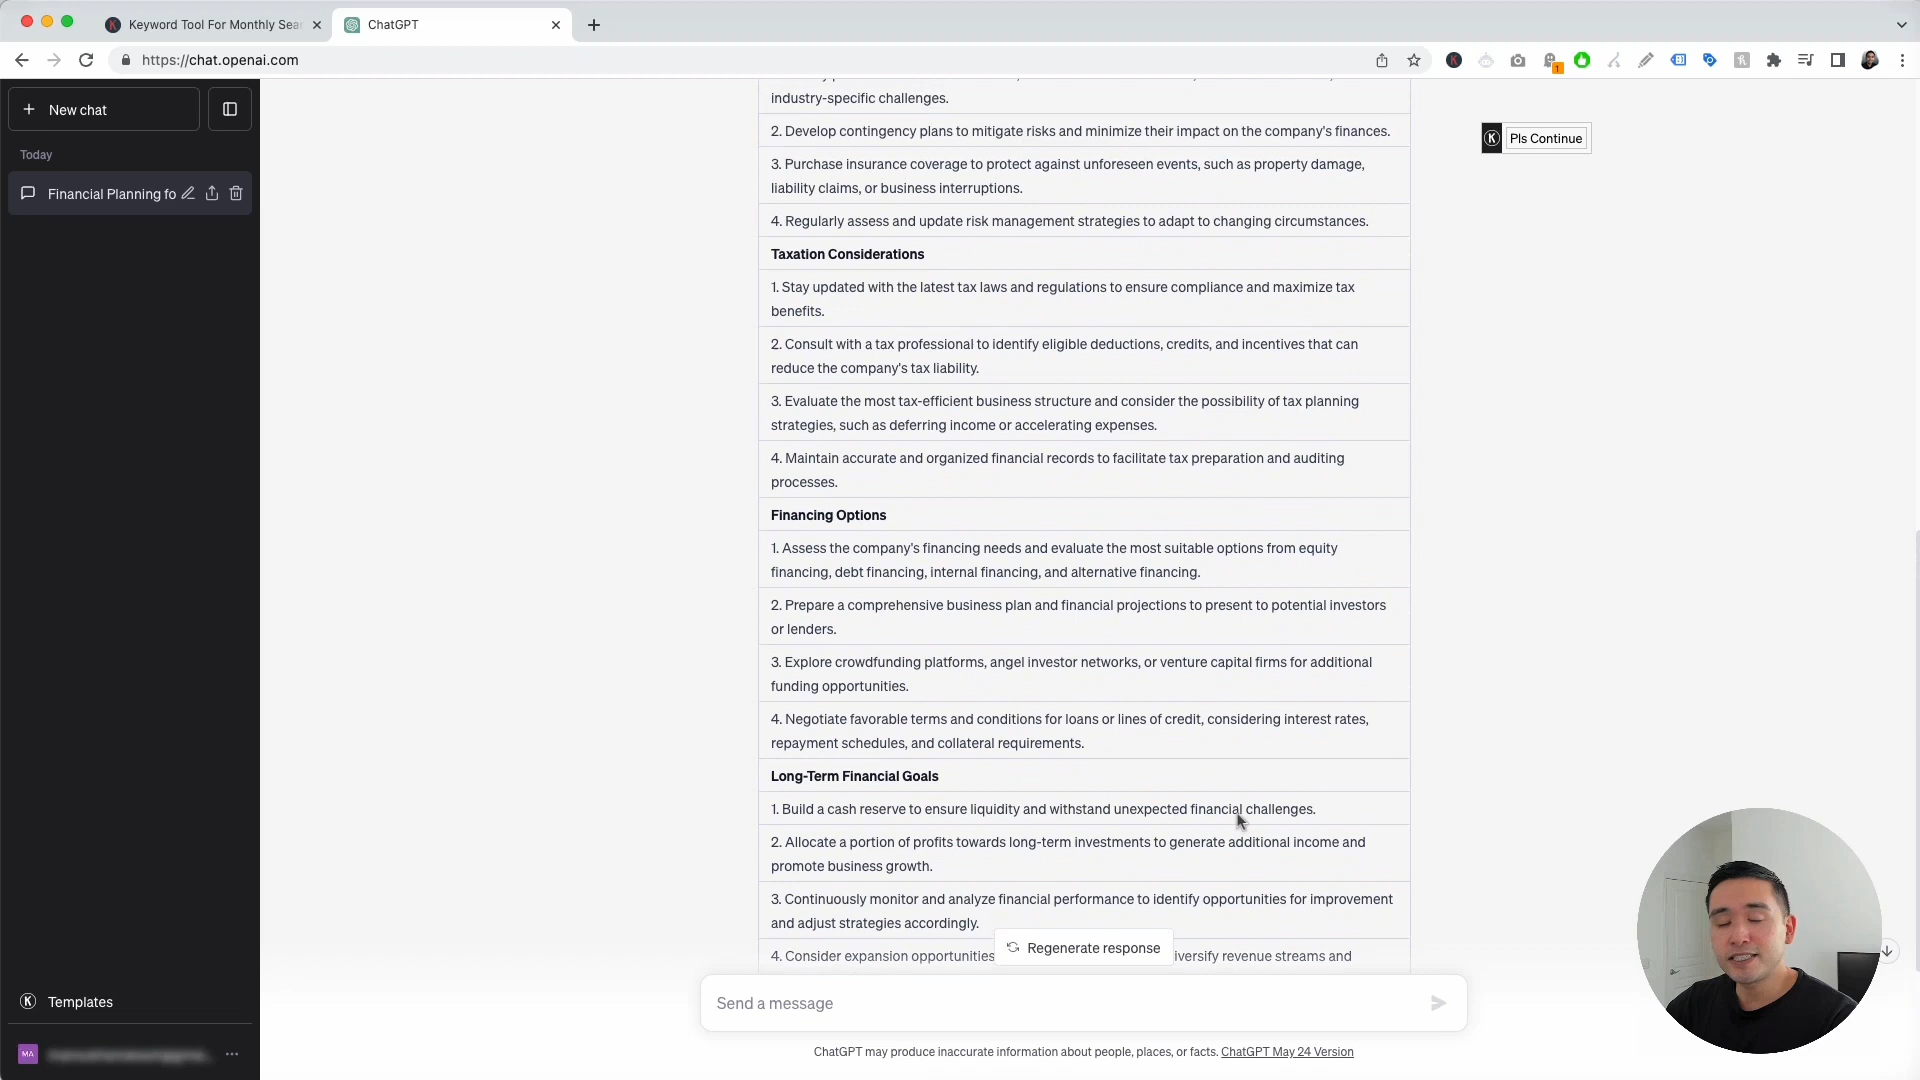 Keyword Tool For Monthly Sea
ChatGPT
https://chat.openai.com
1
New chat
Today
Financial Planning fo
industry-specific challenges.
2. Develop contingency plans to mitigate risks and minimize their impact on the company's finances.
3. Purchase insurance coverage to protect against unforeseen events, such as property damage,
liability claims, or business interruptions.
4. Regularly assess and update risk management strategies to adapt to changing circumstances.
Taxation Considerations
1. Stay updated with the latest tax laws and regulations to ensure compliance and maximize tax
benefits.
2. Consult with a tax professional to identify eligible deductions, credits, and incentives that can
reduce the company's tax liability.
3. Evaluate the most tax-efficient business structure and consider the possibility of tax planning
strategies, such as deferring income or accelerating expenses.
4. Maintain accurate and organized financial records to facilitate tax preparation and auditing
processes.
Financing Options
1. Assess the company's financing needs and evaluate the most suitable options from equity
financing, debt financing, internal financing, and alternative financing.
2. Prepare a comprehensive business plan and financial projections to present to potential investors
or lenders.
3. Explore crowdfunding platforms, angel investor networks, or venture capital firms for additional
funding opportunities.
4. Negotiate favorable terms and conditions for loans or lines of credit, considering interest rates,
repayment schedules, and collateral requirements.
Long-Term Financial Goals
1. Build a cash reserve to ensure liquidity and withstand unexpected financial challenges.
2. Allocate a portion of profits towards long-term investments to generate additional income and
promote business growth.
3. Continuously monitor and analyze financial performance to identify opportunities for improvement
and adjust strategies accordingly.
4. Consider expansion opportunities iversify revenue streams and
Regenerate response
Send a message
ChatGPT may produce inaccurate information about people, places, or facts. ChatGPT May 24 Version
K Pls Continue
K Templates
MA